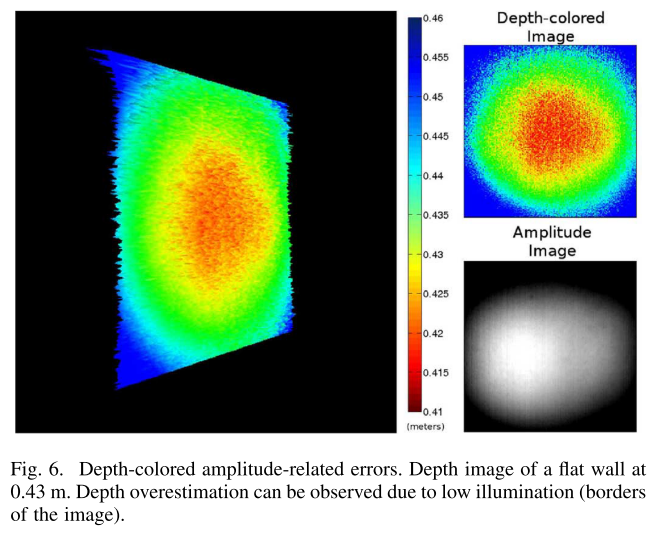 0.46
0.455
0.45
0.445
0.44
0.435
0.43
0.425
0.42
0.415
0.41
(meters)
Depth-colored
Image
Amplitude
Image
Fig. 6. Depth-colored amplitude-related errors. Depth image of a flat wall at
0.43 m. Depth overestimation can be observed due to low illumination (borders
of the image).